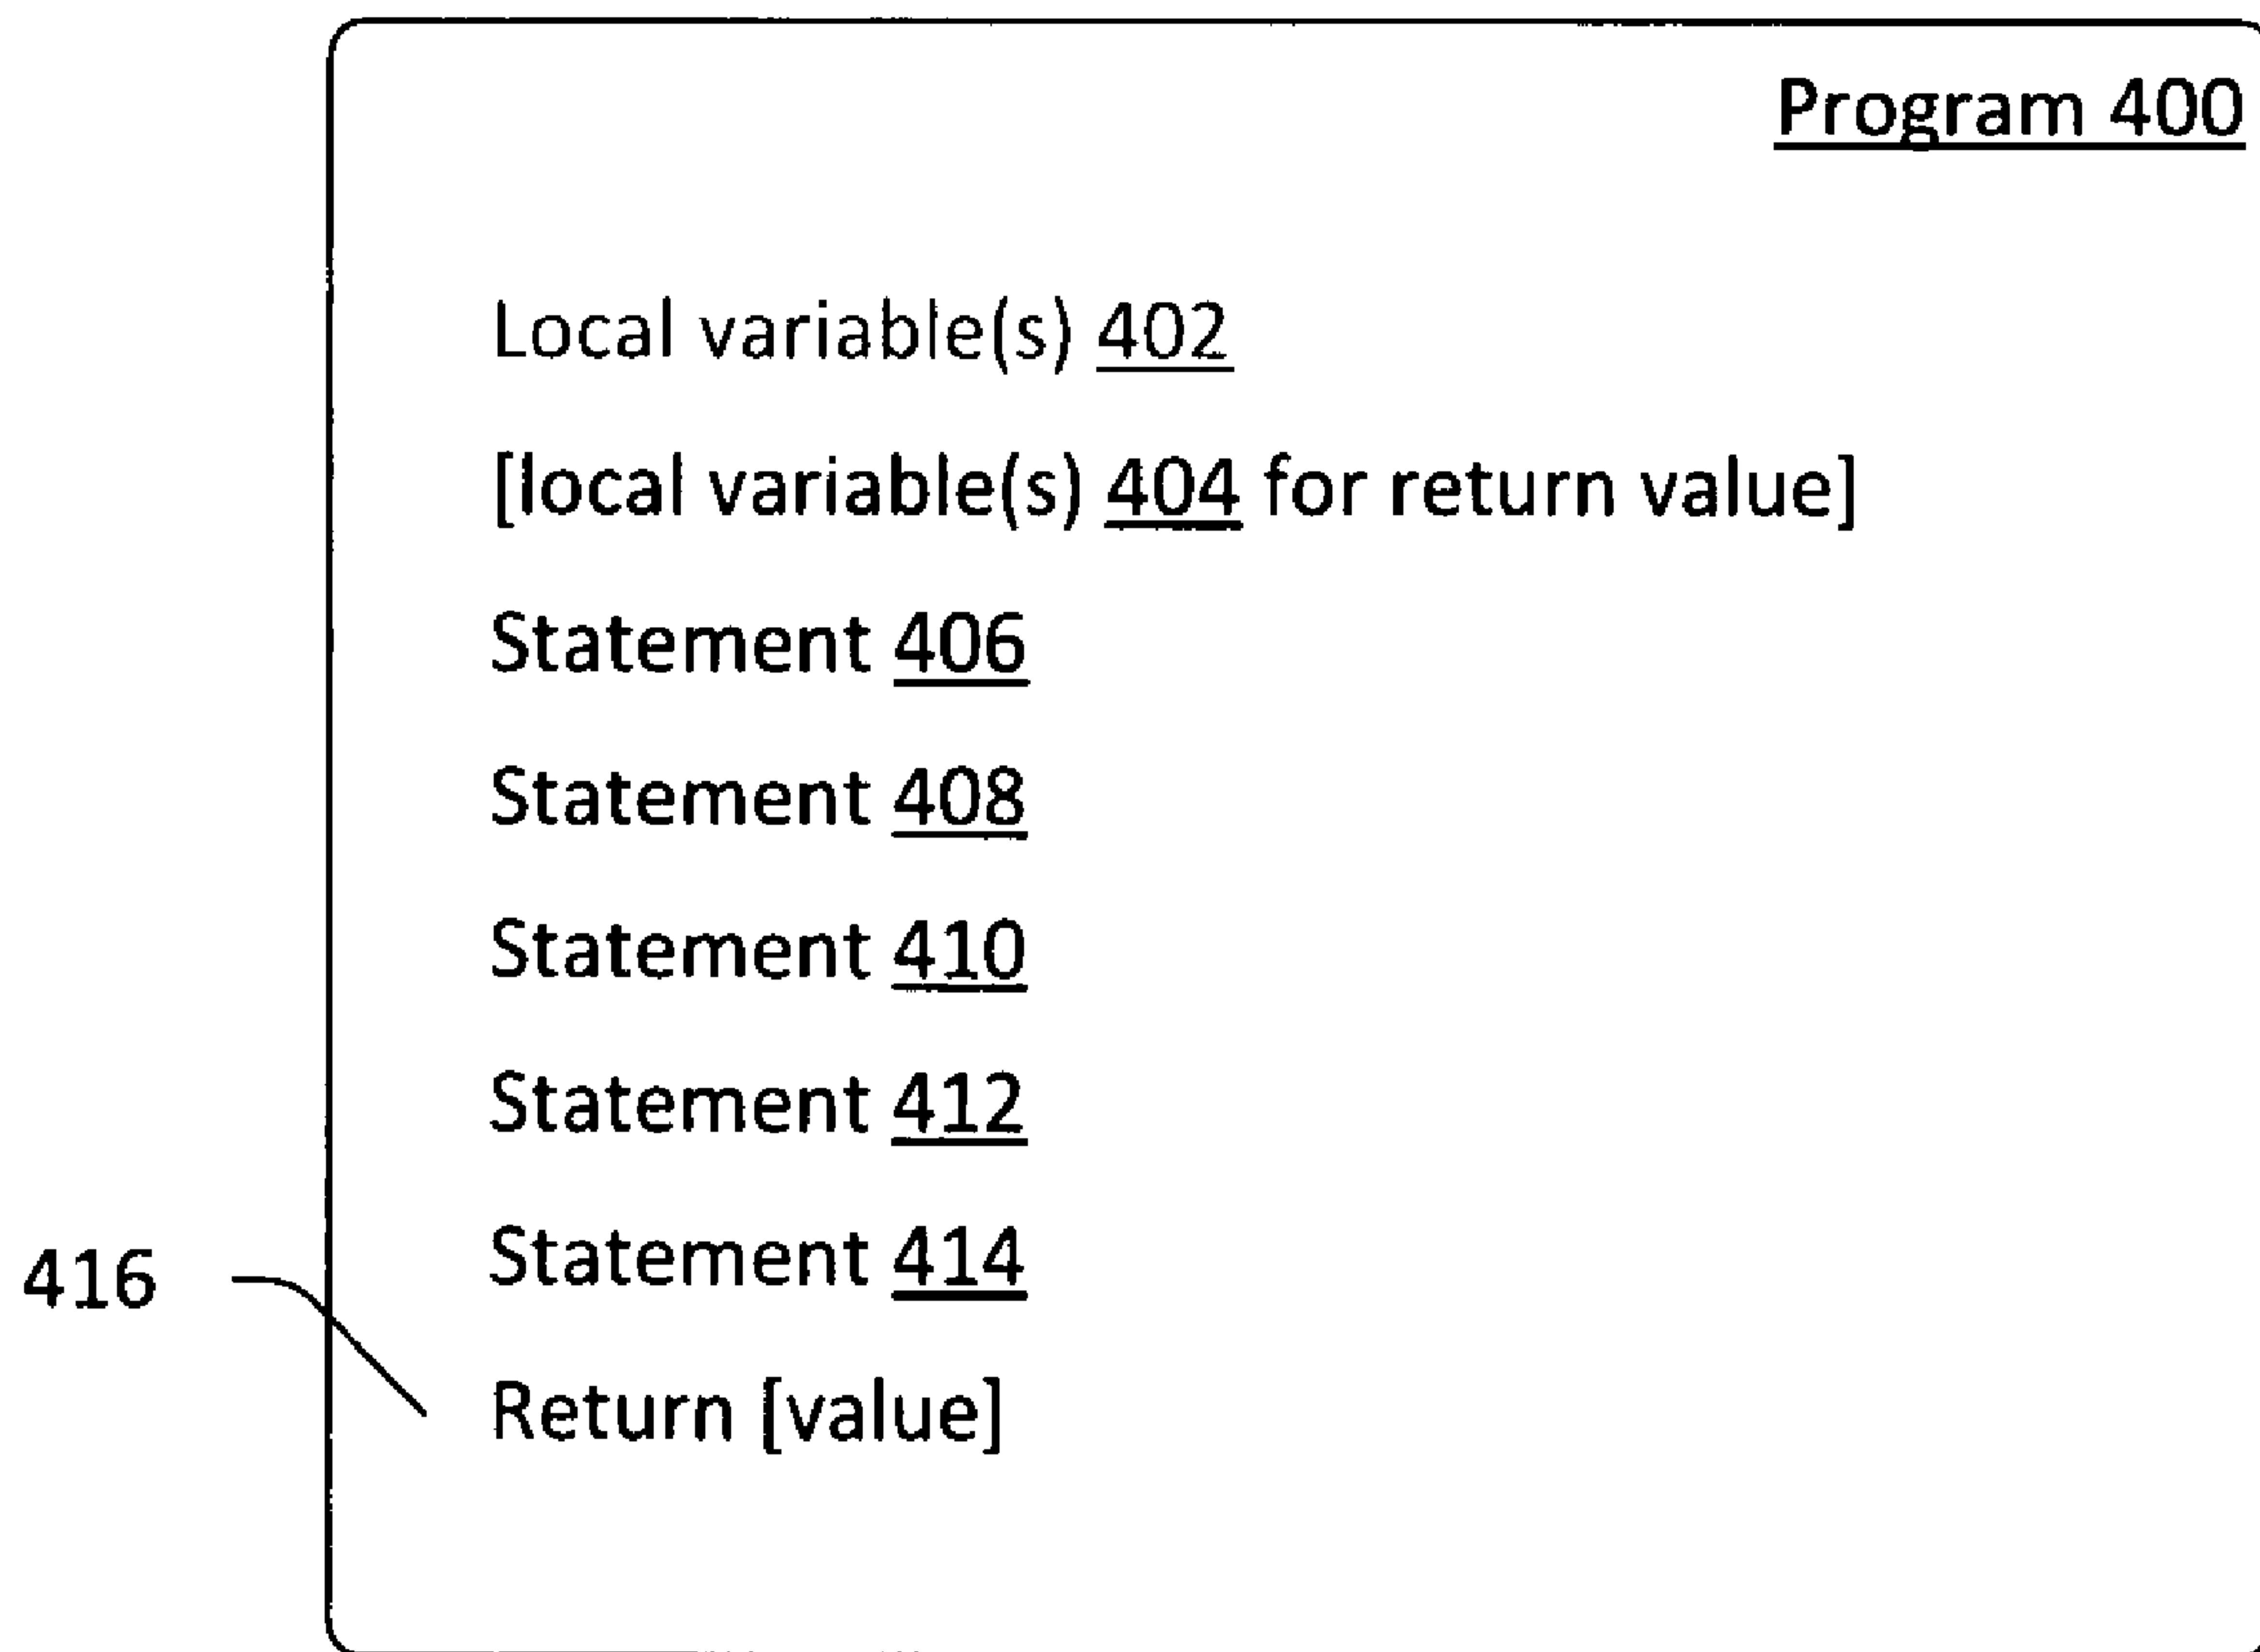 Program 400
Local variable(s) 402
[local variable(s) 404 for return value]
Statement 406
Statement 408
Statement 410
Statement 412
Statement 414
416
Return [value]